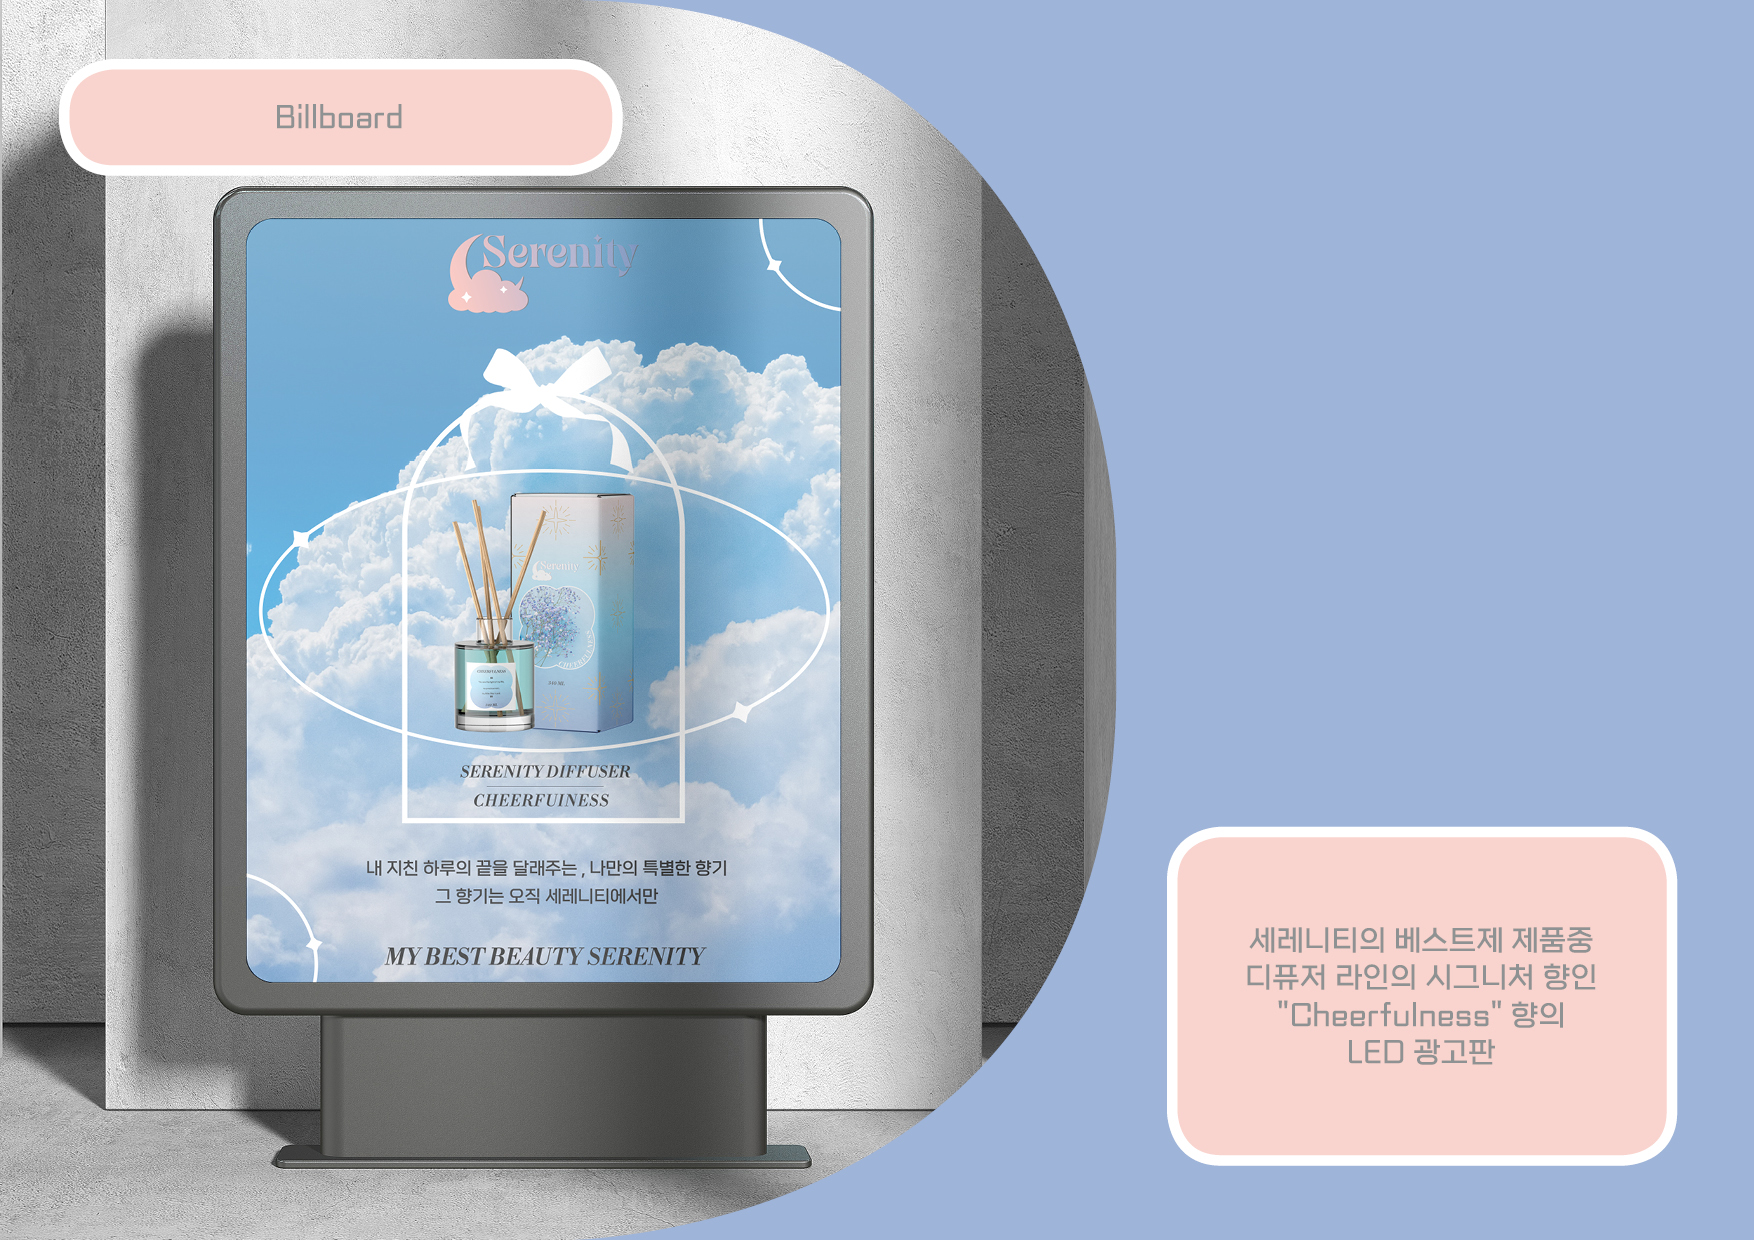 Billboard
Serenity
Serenity
CHEERFULNESS
CHEERFULNESS
SERENITY DIFFUSER
CHEERFUINESS
내 지친 하루의 끝을 달래주는 , 나만의 특별한 향기
그 향기는 오직 세레니티에서만
MY BEST BEAUTY SERENITY
세레니티의 베스트제 제품중
디퓨저 라인의 시그니처 향인
"Cheerfulness" 향의
LED 광고판